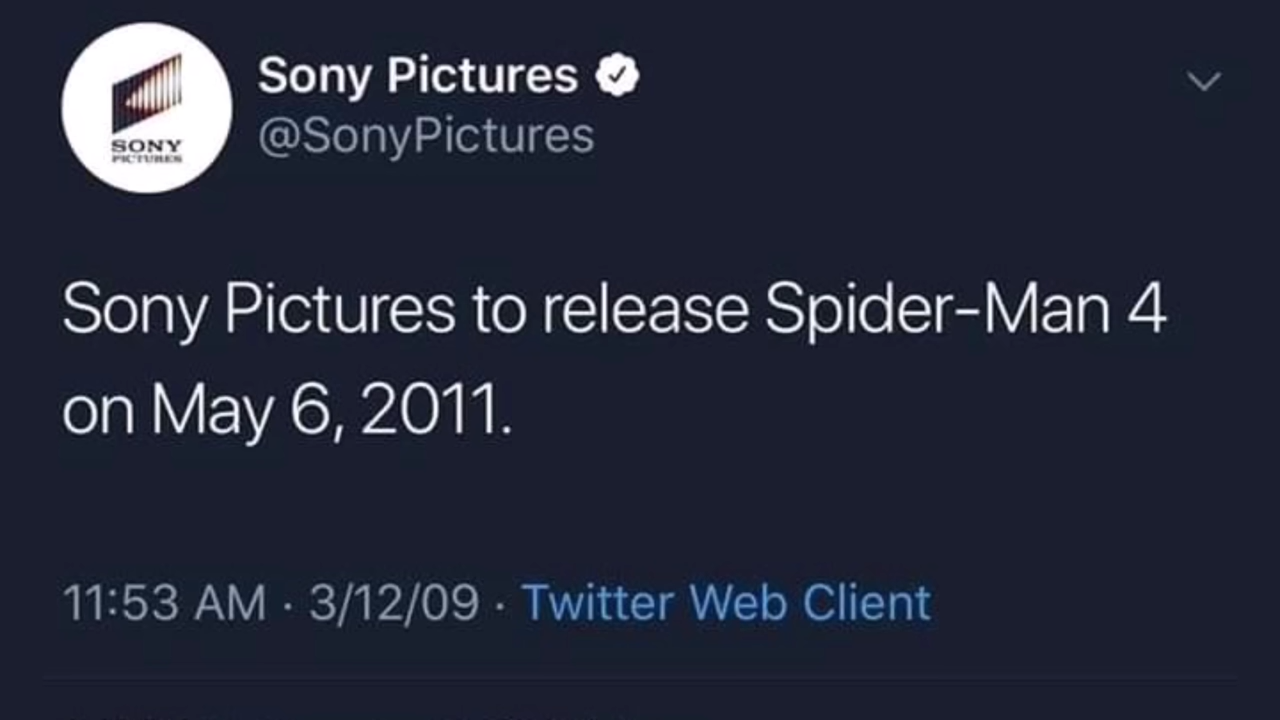 SONY
PICTURES
Sony Pictures
@SonyPictures
Sony Pictures to release Spider-Man 4
on May 6, 2011.
11:53 AM · 3/12/09 · Twitter Web Client